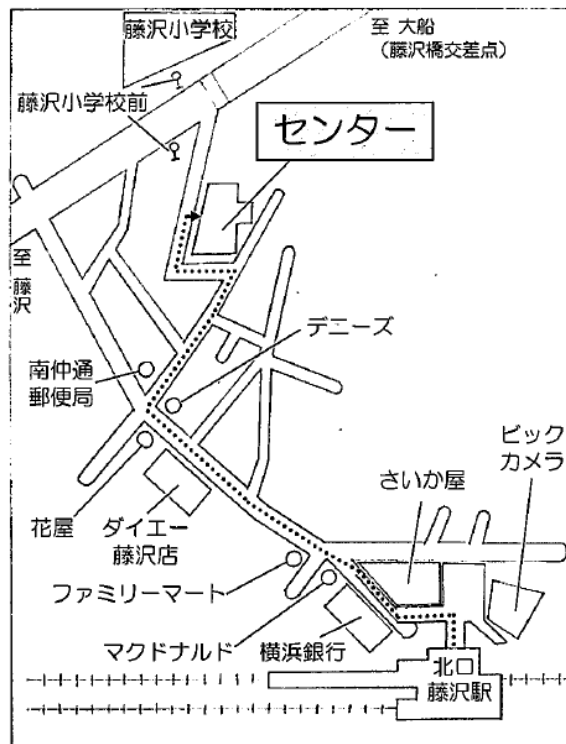 藤沢小学校
至 大船
（藤沢橋交差点）
藤沢小学校前
センター
至
藤沢
デニーズ
南仲通
郵便局
ビック
カメラ
さいか屋
花屋
ダイエー
藤沢店
ファミリーマート
マクドナルド
横浜銀行
北口
藤沢駅